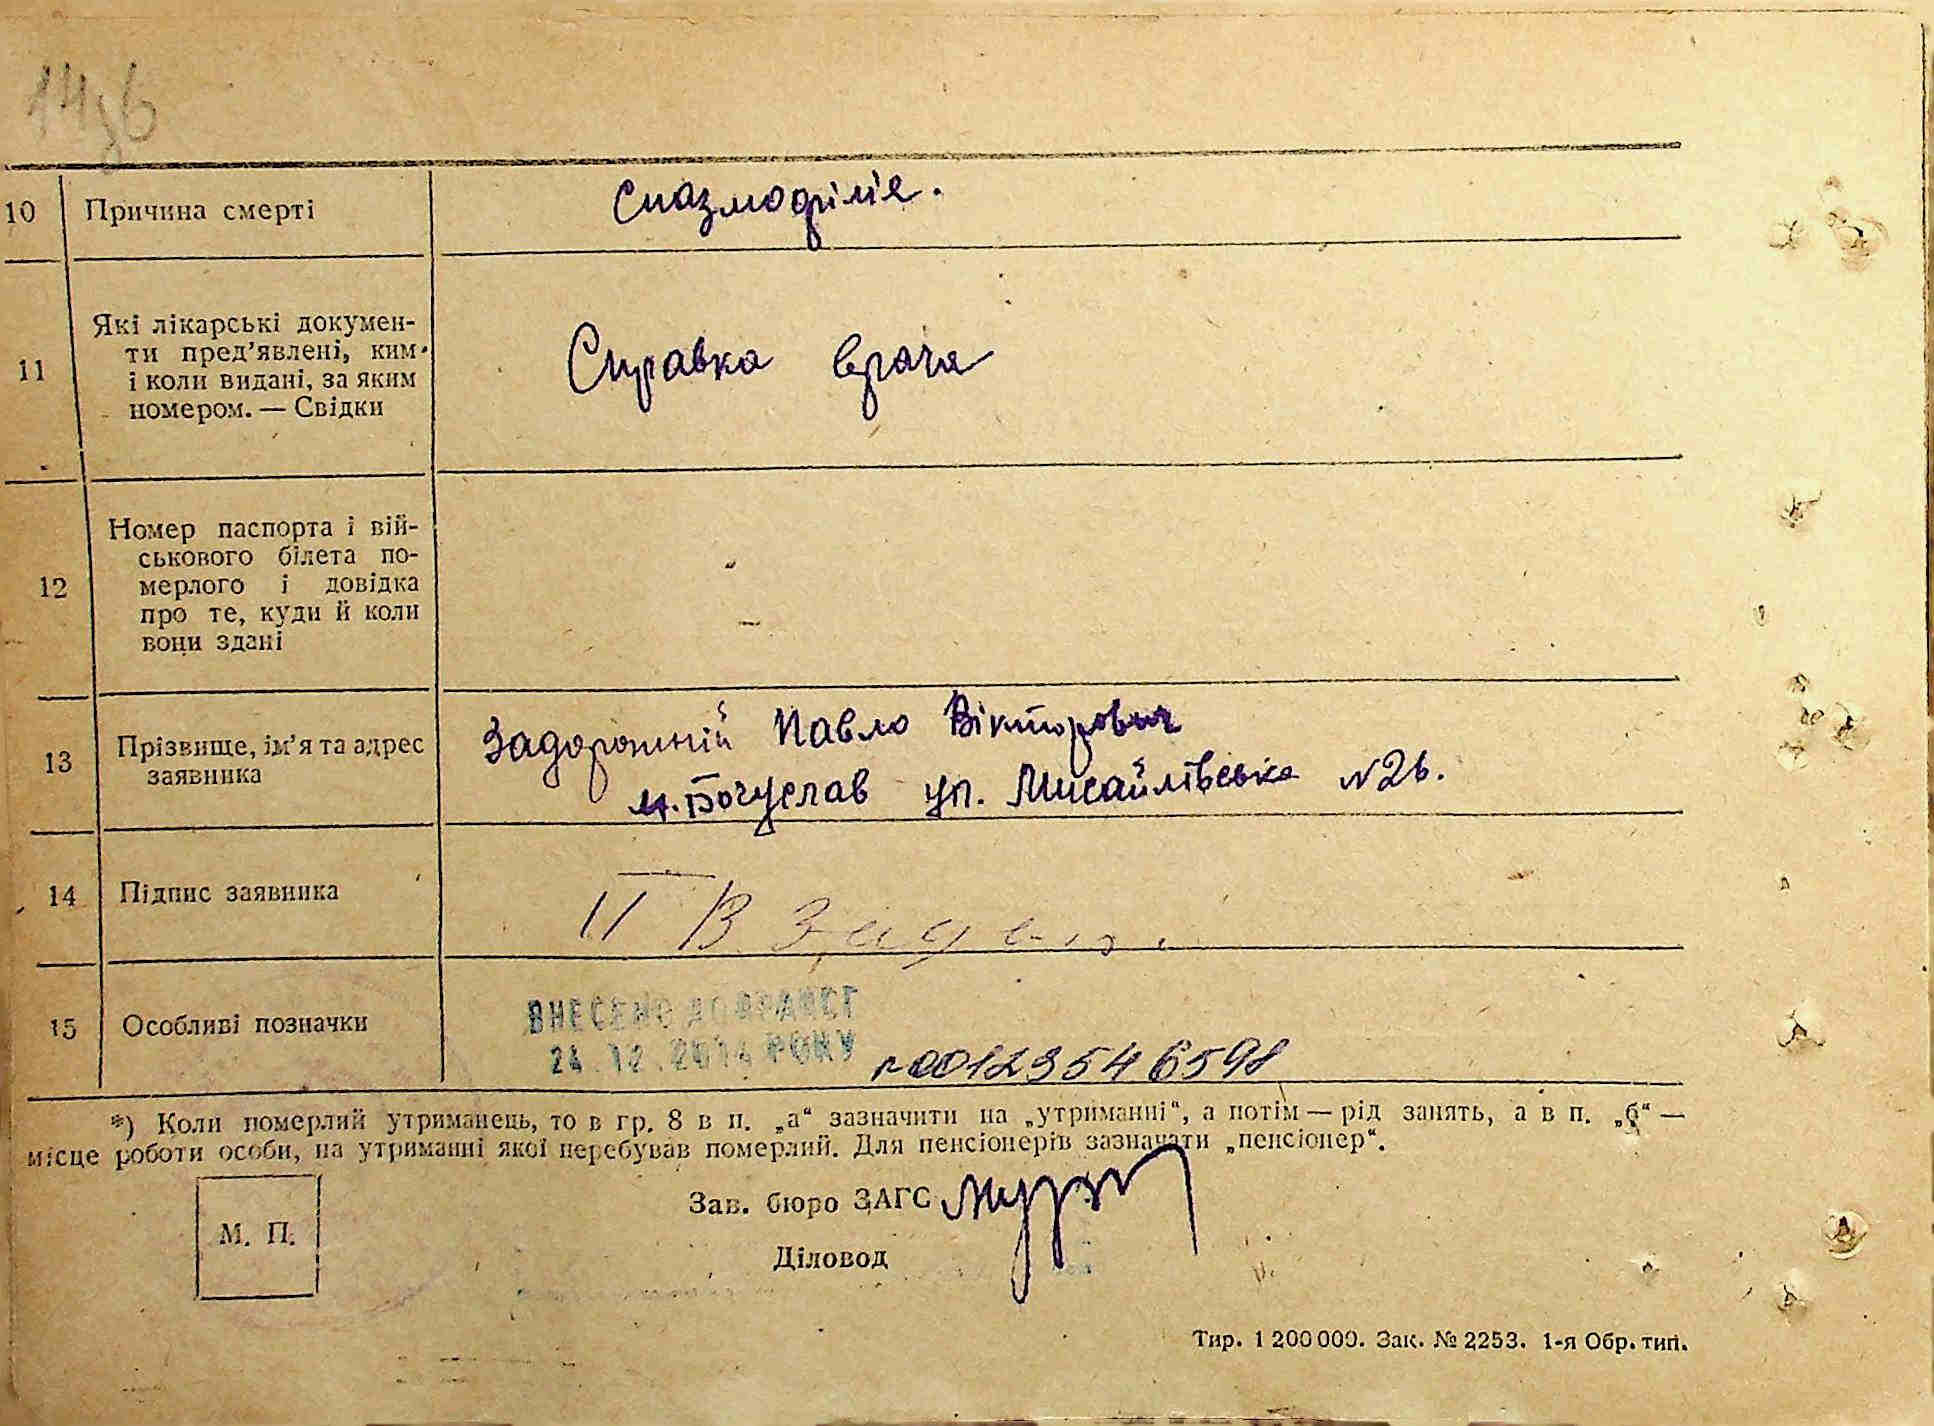 10 Причина смерті Спазмофілія.
11 Які лікарські докумен-
ти пред’явлені, ким
і коли видані, за яким
номером. — Свідки
Справка врача
12 Номер паспорта і вій-
ськового білета по-
мерлого і довідка
про те, куди й коли
вони здані
13 Прізвище, ім’я та адрес
заявника
Задорожній Павло Вікторович
м. Богуслав ул. Мисайлівська №26.
14 Підпис заявника
П В Задор.
15 Особливі позначки
ВНЕСЕНО ДО ДРАЦСГ
24.12.2014 РОКУ
№00123546598
*) Коли померлий утриманець, то в гр. 8 в п. „а“ зазначити на „утриманні“, а потім — рід занять, а в п. „б“ —
місце роботи особи, на утриманні якої перебував померлий. Для пенсіонерів зазначати „пенсіонер“.
Зав. бюро ЗАГС
М. П.
Діловод
Тир. 1 200 000. Зак. № 2253. 1-я Обр. тип.